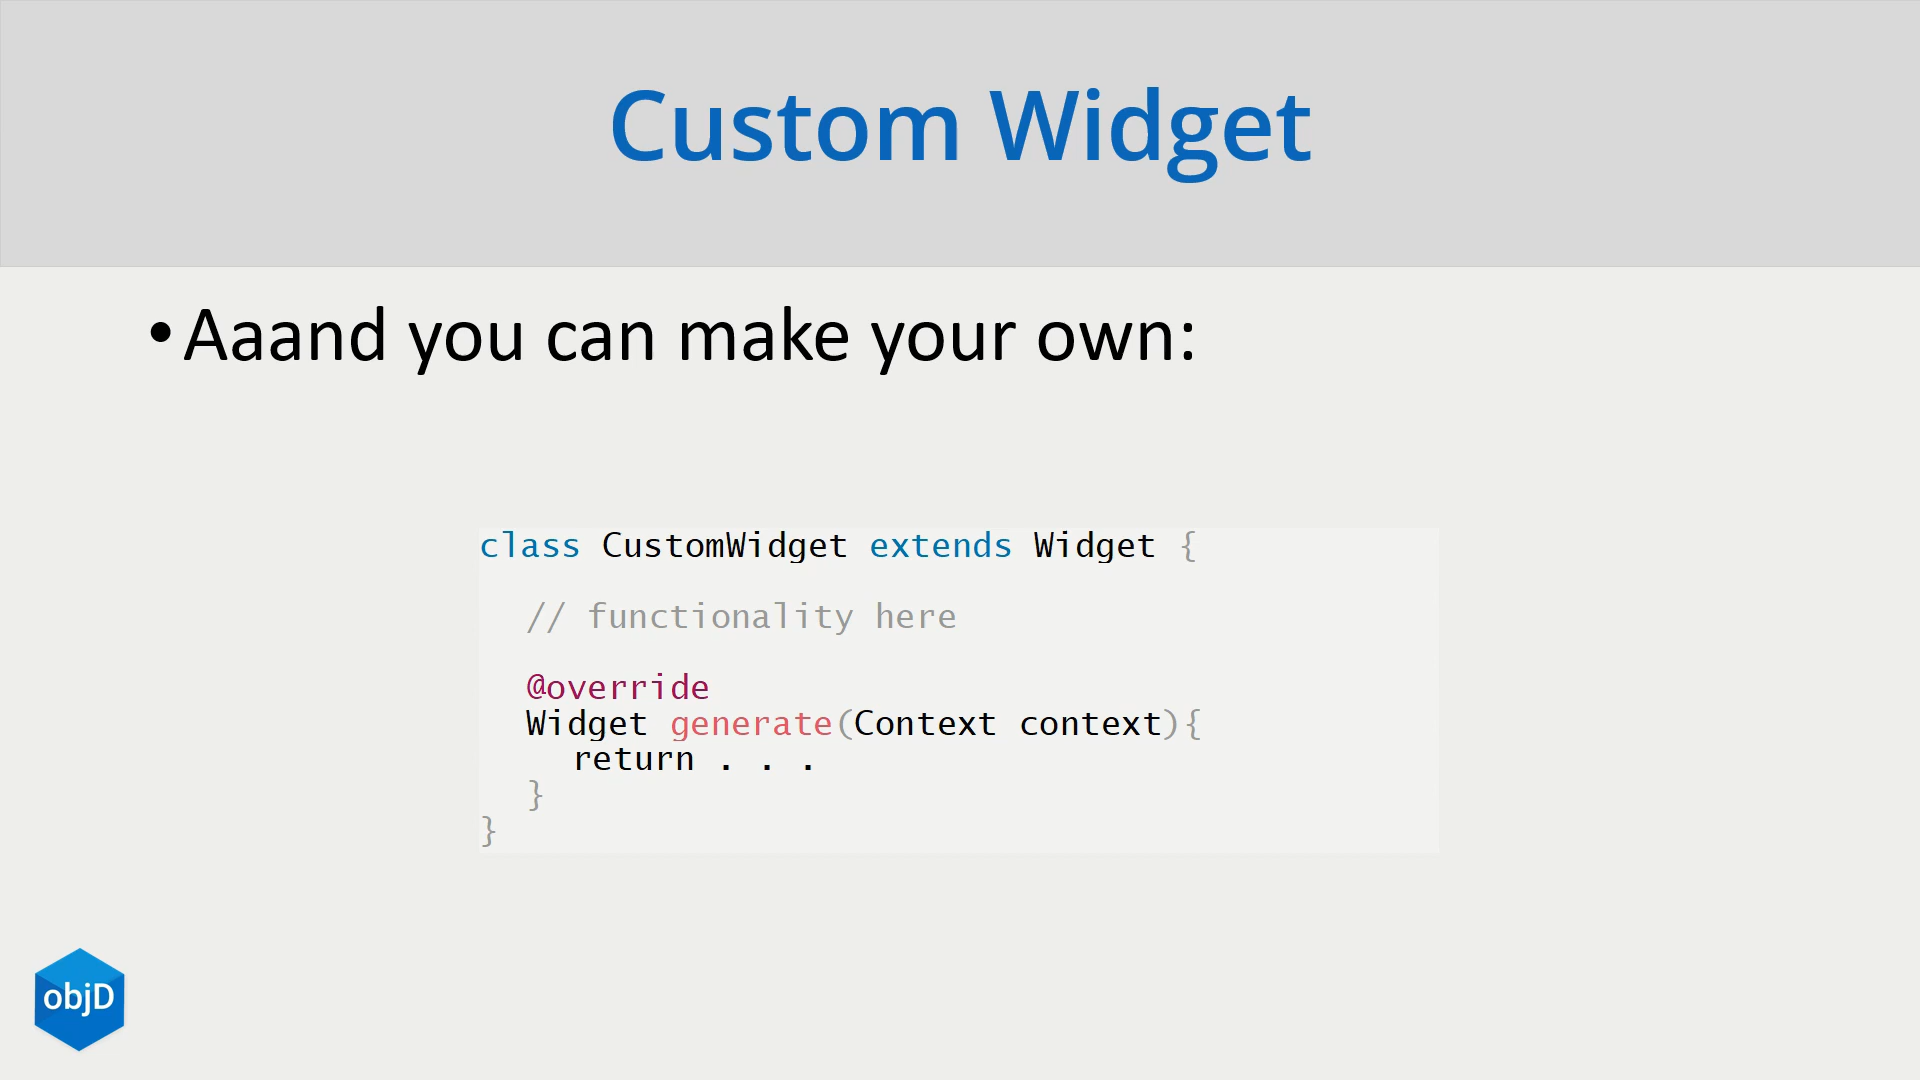 Custom Widget
•Aaand you can make your own:
class CustomWidget extends Widget {
// functionality here
@override
Widget generate(Context context){
return . . .
}
}
objD